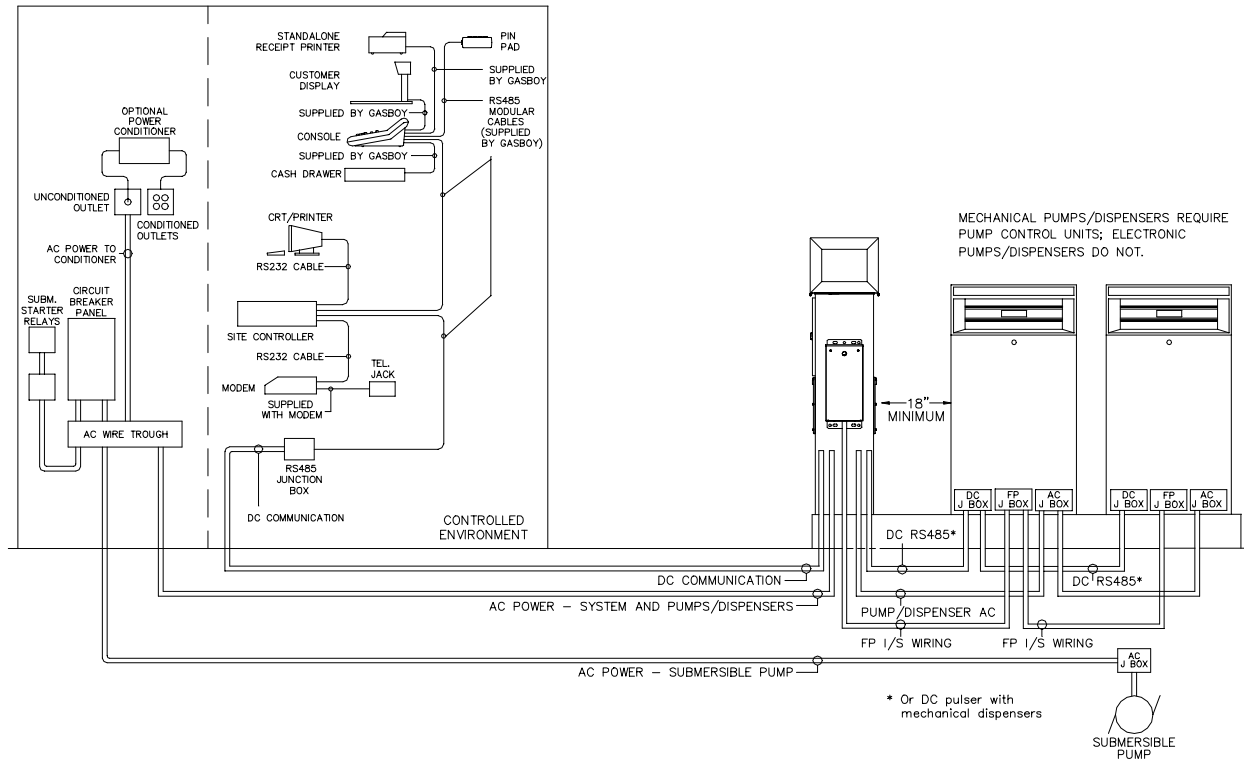 STANDALONE
RECEIPT PRINTER
PIN
PAD
CUSTOMER
DISPLAY
SUPPLIED
BY GASBOY
SUPPLIED BY GASBOY
RS485
MODULAR
CABLES
(SUPPLIED
BY GASBOY)
CONSOLE
SUPPLIED BY GASBOY
CASH DRAWER
OPTIONAL
POWER
CONDITIONER
UNCONDITIONED
OUTLET
CONDITIONED
OUTLETS
AC POWER TO
CONDITIONER
SUBM.
STARTER
RELAYS
CIRCUIT
BREAKER
PANEL
AC WIRE TROUGH
CRT/PRINTER
RS232 CABLE
SITE CONTROLLER
RS232 CABLE
TEL.
JACK
MODEM
SUPPLIED
WITH MODEM
RS485
JUNCTION
BOX
DC COMMUNICATION
CONTROLLED
ENVIRONMENT
MECHANICAL PUMPS/DISPENSERS REQUIRE
PUMP CONTROL UNITS; ELECTRONIC
PUMPS/DISPENSERS DO NOT.
18"
MINIMUM
DC
J BOX
FP
J BOX
AC
J BOX
DC
J BOX
FP
J BOX
AC
J BOX
DC RS485*
DC COMMUNICATION
DC RS485*
AC POWER – SYSTEM AND PUMPS/DISPENSERS
PUMP/DISPENSER AC
FP I/S WIRING
FP I/S WIRING
AC POWER – SUBMERSIBLE PUMP
AC
J BOX
* Or DC pulser with
mechanical dispensers
SUBMERSIBLE
PUMP